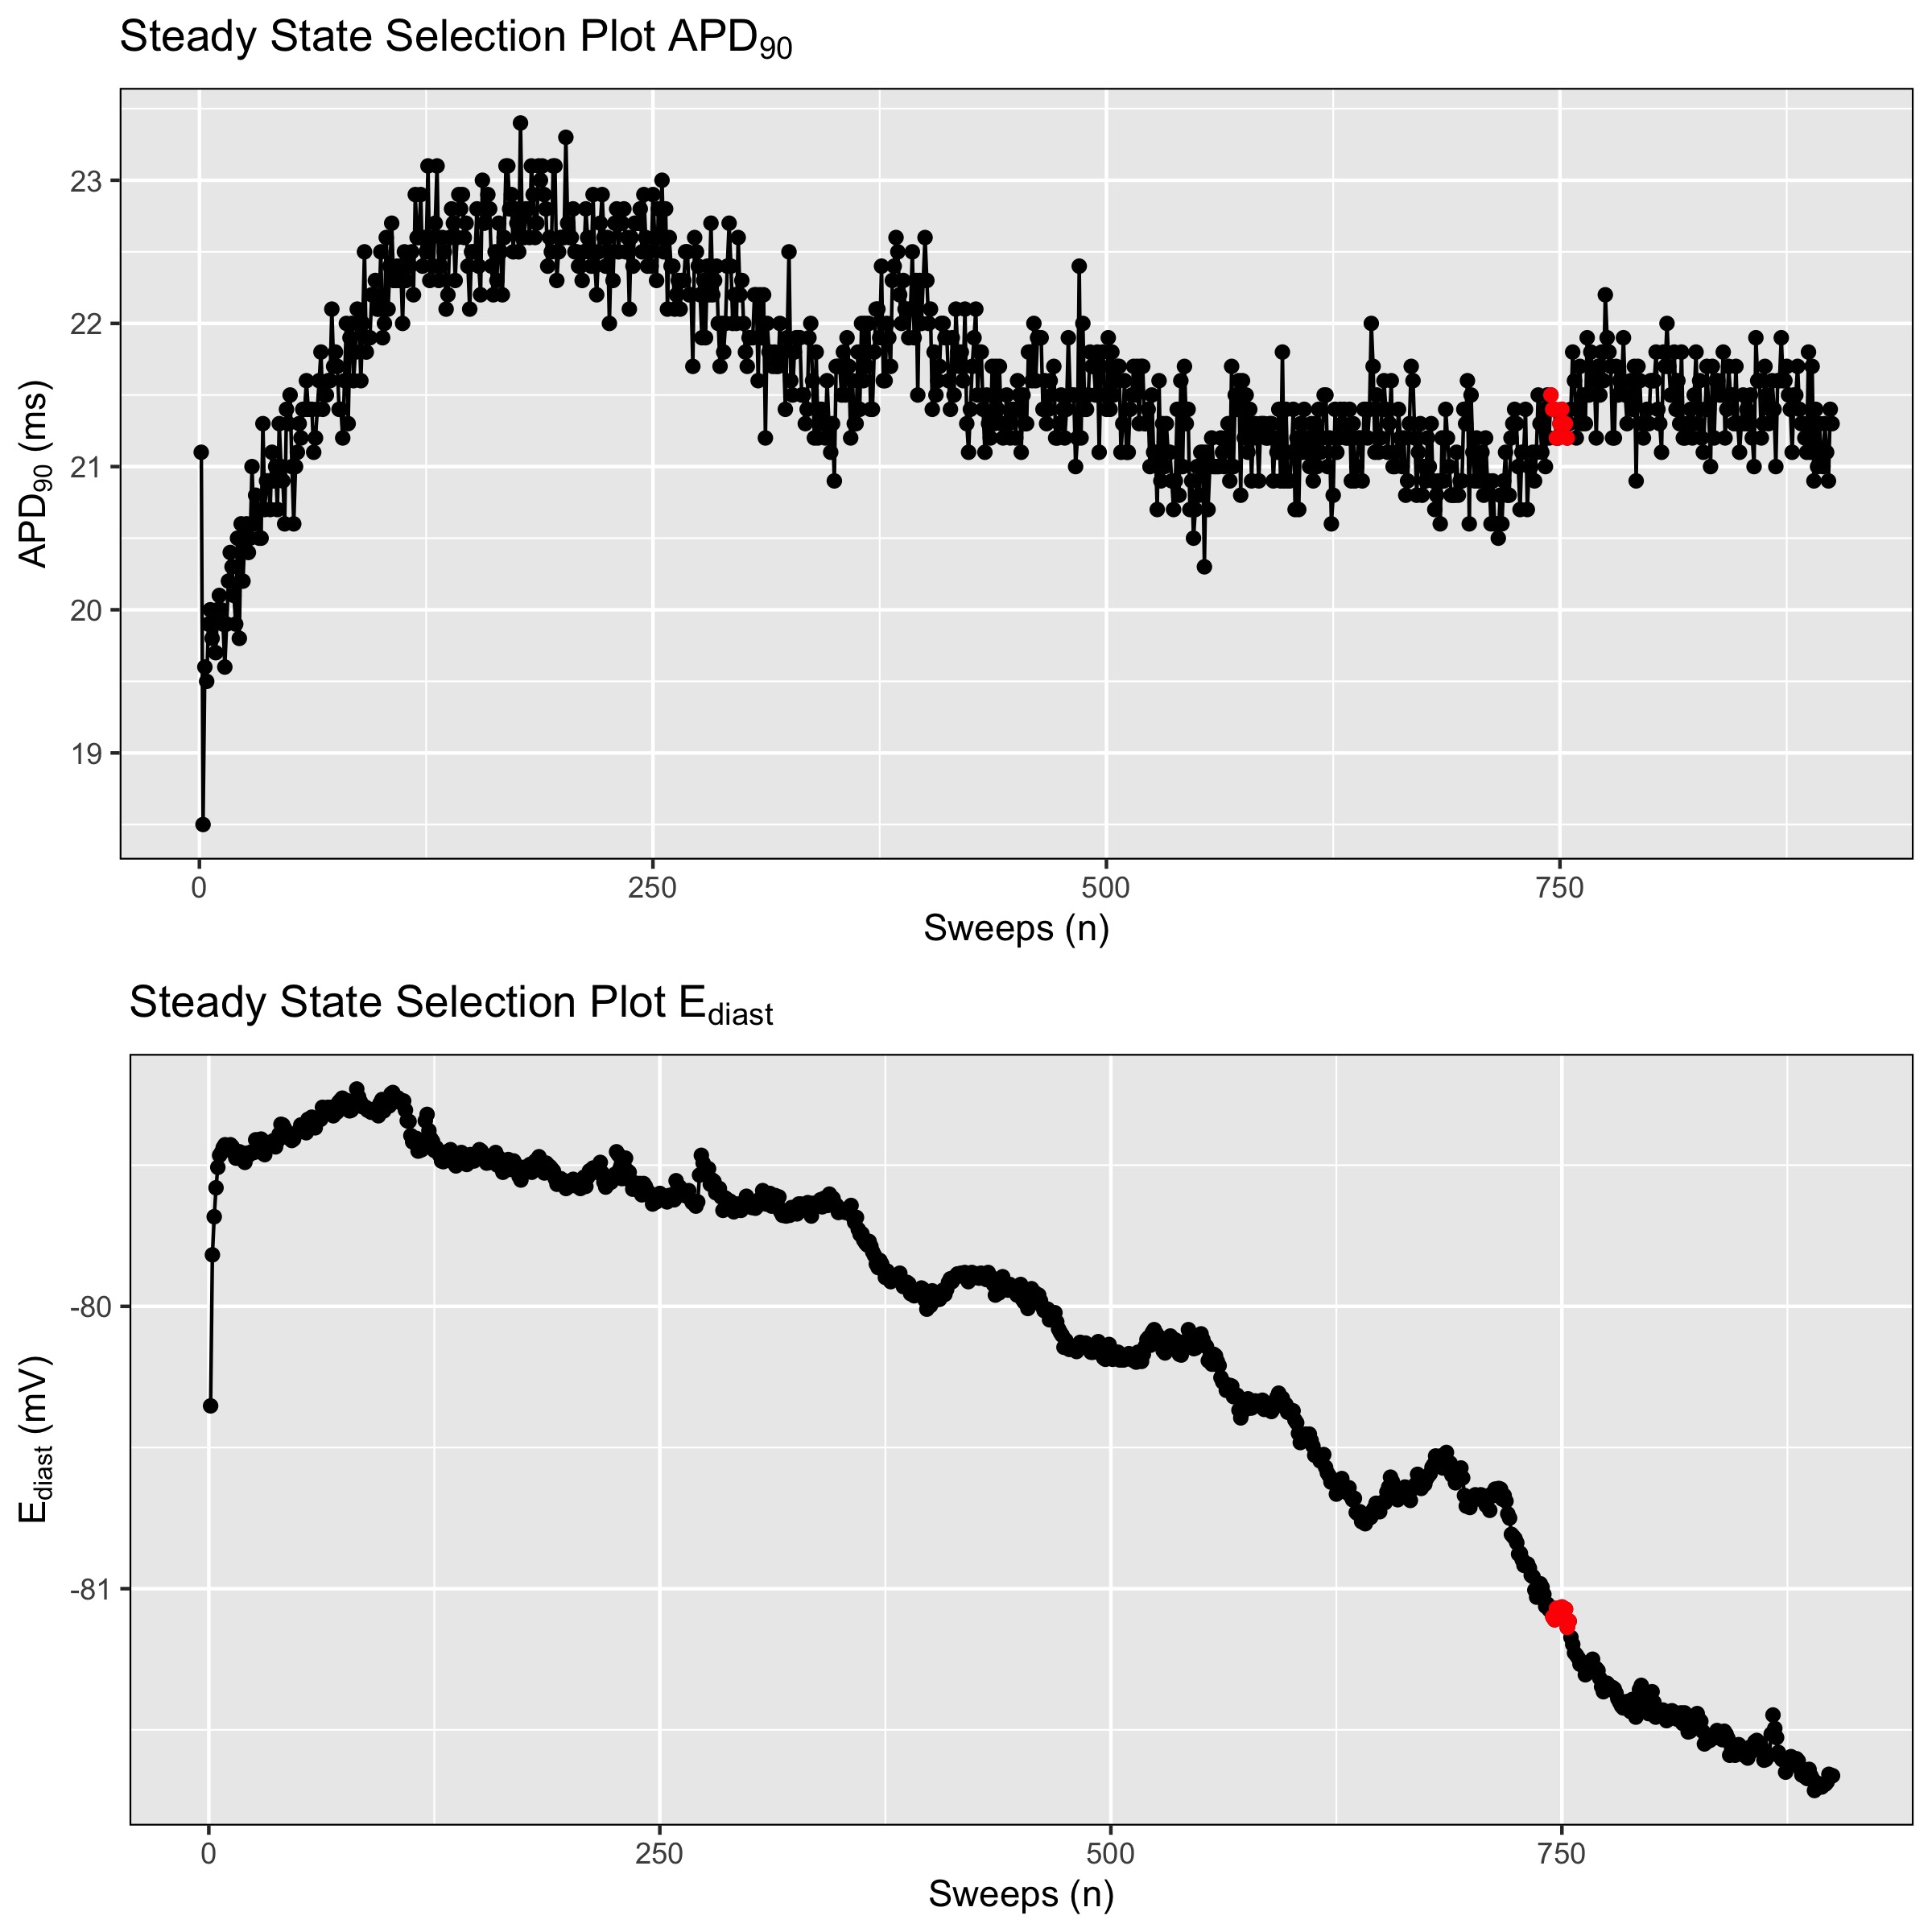 Steady State Selection Plot APD90
23
22
21
20
19
APD90 (ms)
0 250 500 750
Sweeps (n)
Steady State Selection Plot Ediast
-80
-81
Ediast (mV)
0 250 500 750
Sweeps (n)